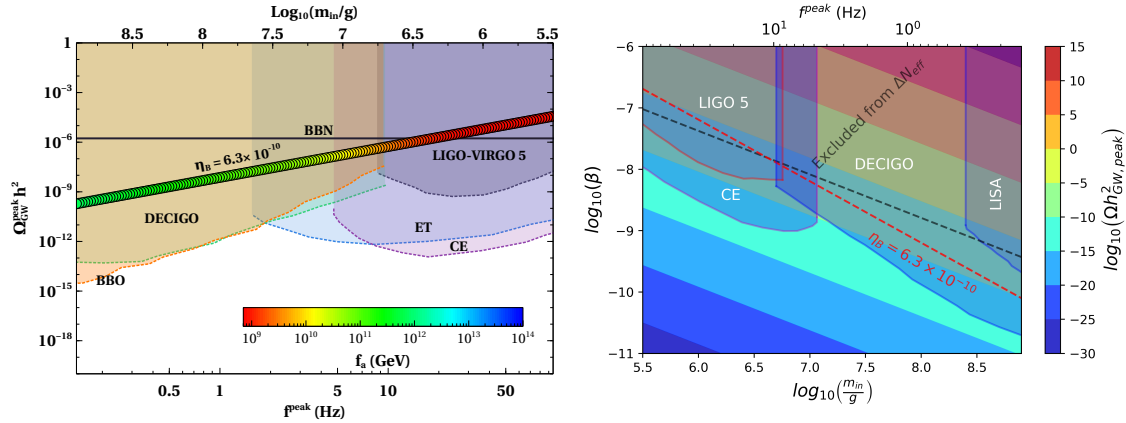 Log₁₀(mᵢₙ/g)
8.5 8 7.5 7 6.5 6 5.5
1
10⁻³
10⁻⁶
10⁻⁹
10⁻¹²
10⁻¹⁵
10⁻¹⁸
Ω_GW^peak h²
BBN
η_B = 6.3× 10⁻¹⁰
LIGO-VIRGO 5
DECIGO
ET
CE
BBO
10⁹ 10¹⁰ 10¹¹ 10¹² 10¹³ 10¹⁴
fₐ (GeV)
0.5 1 5 10 50
f^peak (Hz)
f^peak (Hz)
10¹ 10⁰
−6
−7
−8
−9
−10
−11
log₁₀(β)
LIGO 5
Excluded from ΔN_eff
DECIGO
CE
LISA
η_B = 6.3 × 10⁻¹⁰
5.5 6.0 6.5 7.0 7.5 8.0 8.5
log₁₀(mᵢₙ/g)
15
10
5
0
−5
−10
−15
−20
−25
−30
log₁₀(Ωh²_GW,peak)